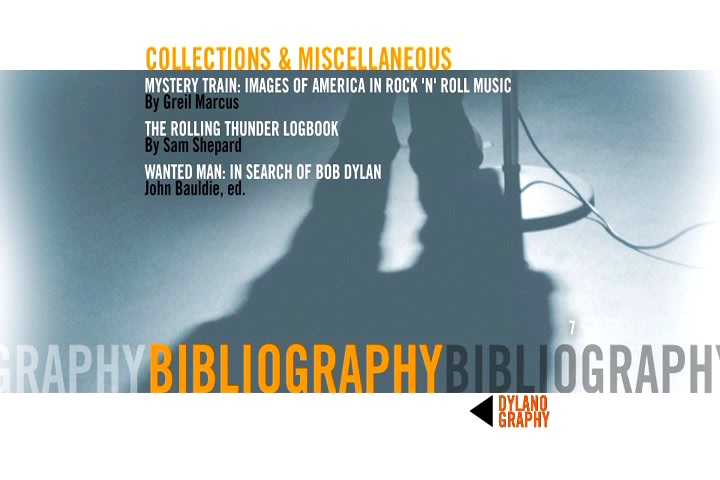 COLLECTIONS & MISCELLANEOUS
MYSTERY TRAIN: IMAGES OF AMERICA IN ROCK 'N' ROLL MUSIC
By Greil Marcus
THE ROLLING THUNDER LOGBOOK
By Sam Shepard
WANTED MAN: IN SEARCH OF BOB DYLAN
John Bauldie, ed.
7
GRAPHYBIBLIOGRAPHYBIBLIOGRAPHY
DYLANO
GRAPHY